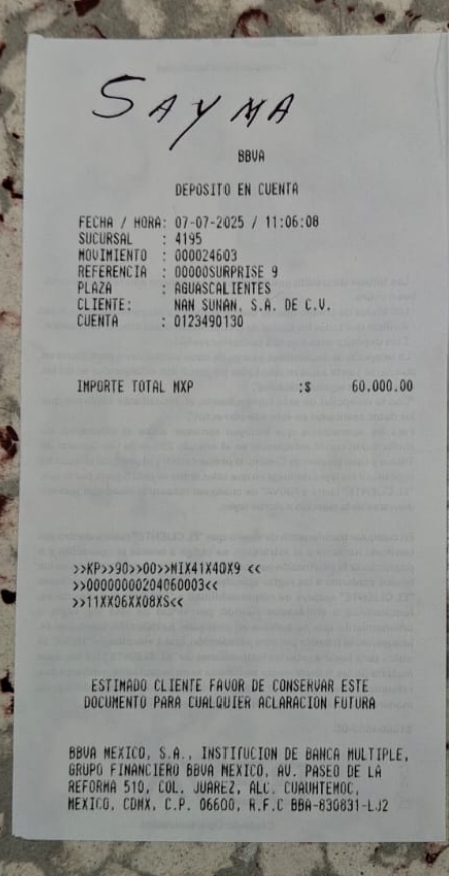 SAYMA
BBVA
DEPOSITO EN CUENTA
FECHA / HORA: 07-07-2025 / 11:06:08
SUCURSAL : 4195
MOVIMIENTO : 000024603
REFERENCIA : 00000SURPRISE 9
PLAZA : AGUASCALIENTES
CLIENTE: NAN SUNAN, S.A. DE C.V.
CUENTA : 0123490130
IMPORTE TOTAL MXP :$ 60.000.00
>>KP>>90>>00>>MIX41X40X9 <<
>>00000000204060003<<
>>11XX06XX08XS<<
ESTIMADO CLIENTE FAVOR DE CONSERVAR ESTE
DOCUMENTO PARA CUALQUIER ACLARACION FUTURA
BBVA MEXICO, S.A., INSTITUCION DE BANCA MULTIPLE,
GRUPO FINANCIERO BBVA MEXICO, AV. PASEO DE LA
REFORMA 510, COL. JUAREZ, ALC. CUAUHTEMOC,
MEXICO, CDMX, C.P. 06600, R.F.C BBA-830831-LJ2